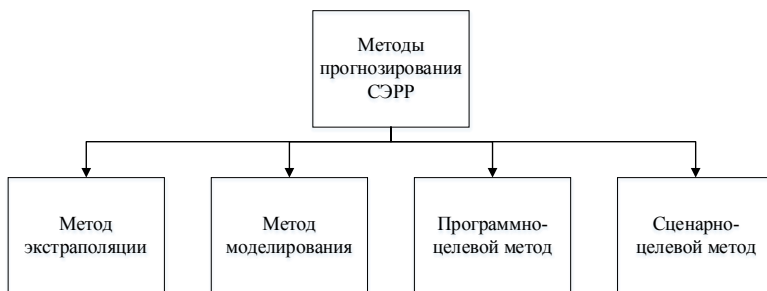 Методы
прогнозирования
СЭРР
Метод
экстраполяции
Метод
моделирования
Программно-
целевой метод
Сценарно-
целевой метод